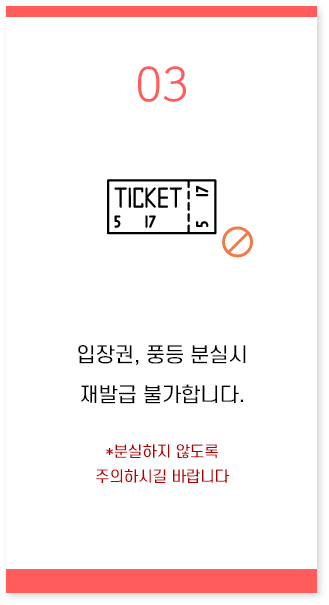 03
TICKET
5 17
5 17
입장권, 풍등 분실시
재발급 불가합니다.
*분실하지 않도록
주의하시길 바랍니다